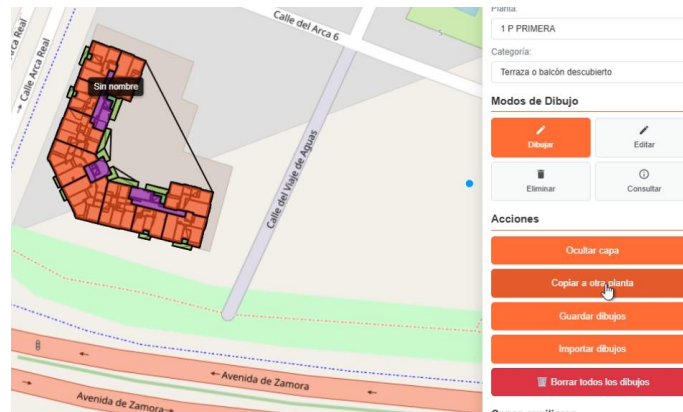 Planta:
1 P PRIMERA
Categoría:
Terraza o balcón descubierto
Modos de Dibujo
Dibujar
Editar
Eliminar
Consultar
Acciones
Ocultar capa
Copiar a otra planta
Guardar dibujos
Importar dibujos
Borrar todos los dibujos
Calle del Arca 6
Arca Real
← Calle Arca Real
Sin nombre
Calle del Viaje de Aguas
← Avenida de Zamora
Avenida de Zamora→